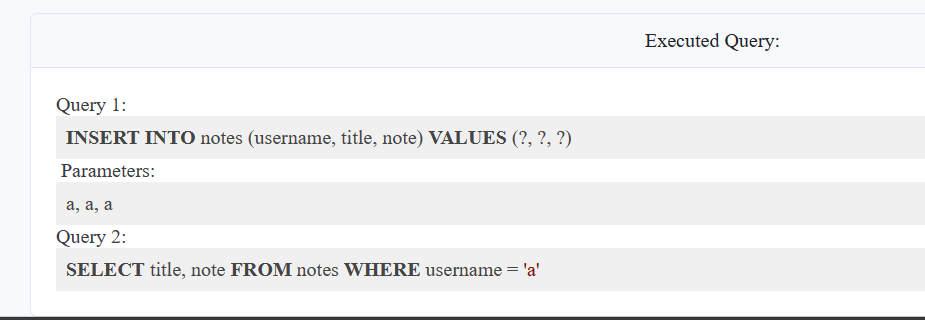 Executed Query:
Query 1:
INSERT INTO notes (username, title, note) VALUES (?, ?, ?)
Parameters:
a, a, a
Query 2:
SELECT title, note FROM notes WHERE username = 'a'